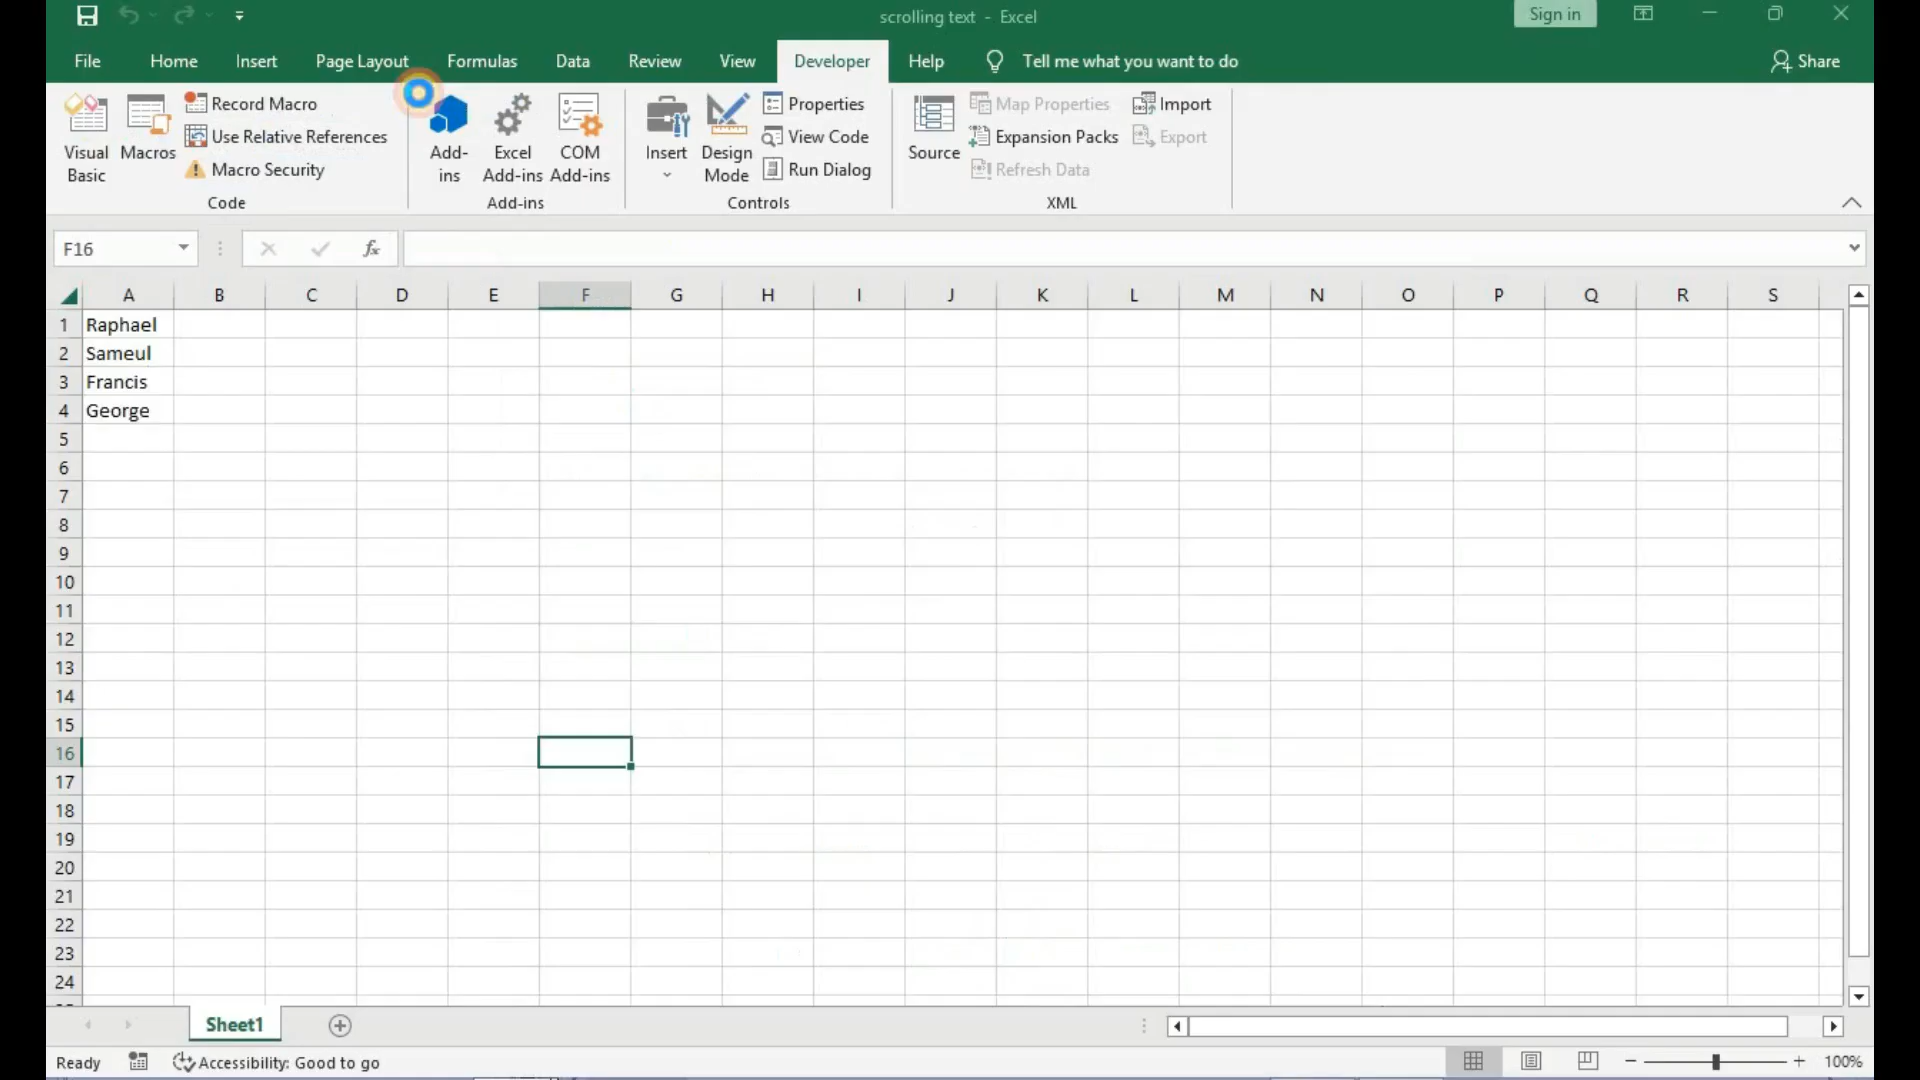 scrolling text - Excel
Sign in
File Home Insert Page Layout Formulas Data Review View Developer Help Tell me what you want to do Share
Visual Basic
Macros
Record Macro
Use Relative References
Macro Security
Code
Add-ins
Excel Add-ins
COM Add-ins
Add-ins
Insert
Design Mode
Properties
View Code
Run Dialog
Controls
Source
Map Properties
Expansion Packs
Refresh Data
Import
Export
XML
F16
fx
A B C D E F G H I J K L M N O P Q R S
1 Raphael
2 Sameul
3 Francis
4 George
5
6
7
8
9
10
11
12
13
14
15
16
17
18
19
20
21
22
23
24
Sheet1
Ready Accessibility: Good to go 100%